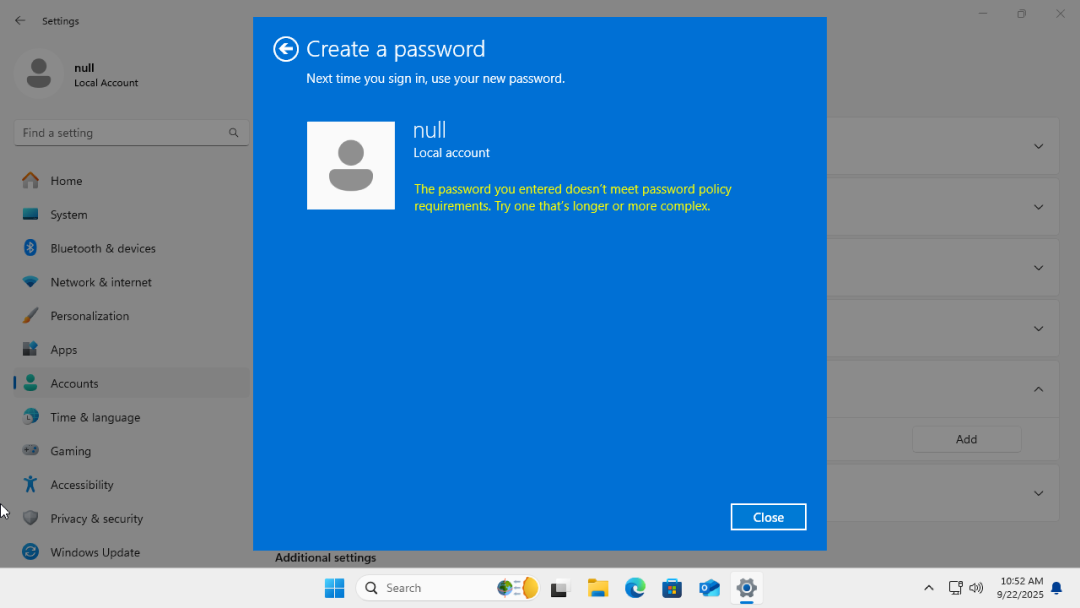 Settings
null
Local Account
Find a setting
Home
System
Bluetooth & devices
Network & internet
Personalization
Apps
Accounts
Time & language
Gaming
Accessibility
Privacy & security
Windows Update
Create a password
Next time you sign in, use your new password.
null
Local account
The password you entered doesn't meet password policy
requirements. Try one that's longer or more complex.
Close
Add
Additional settings
Search
10:52 AM
9/22/2025